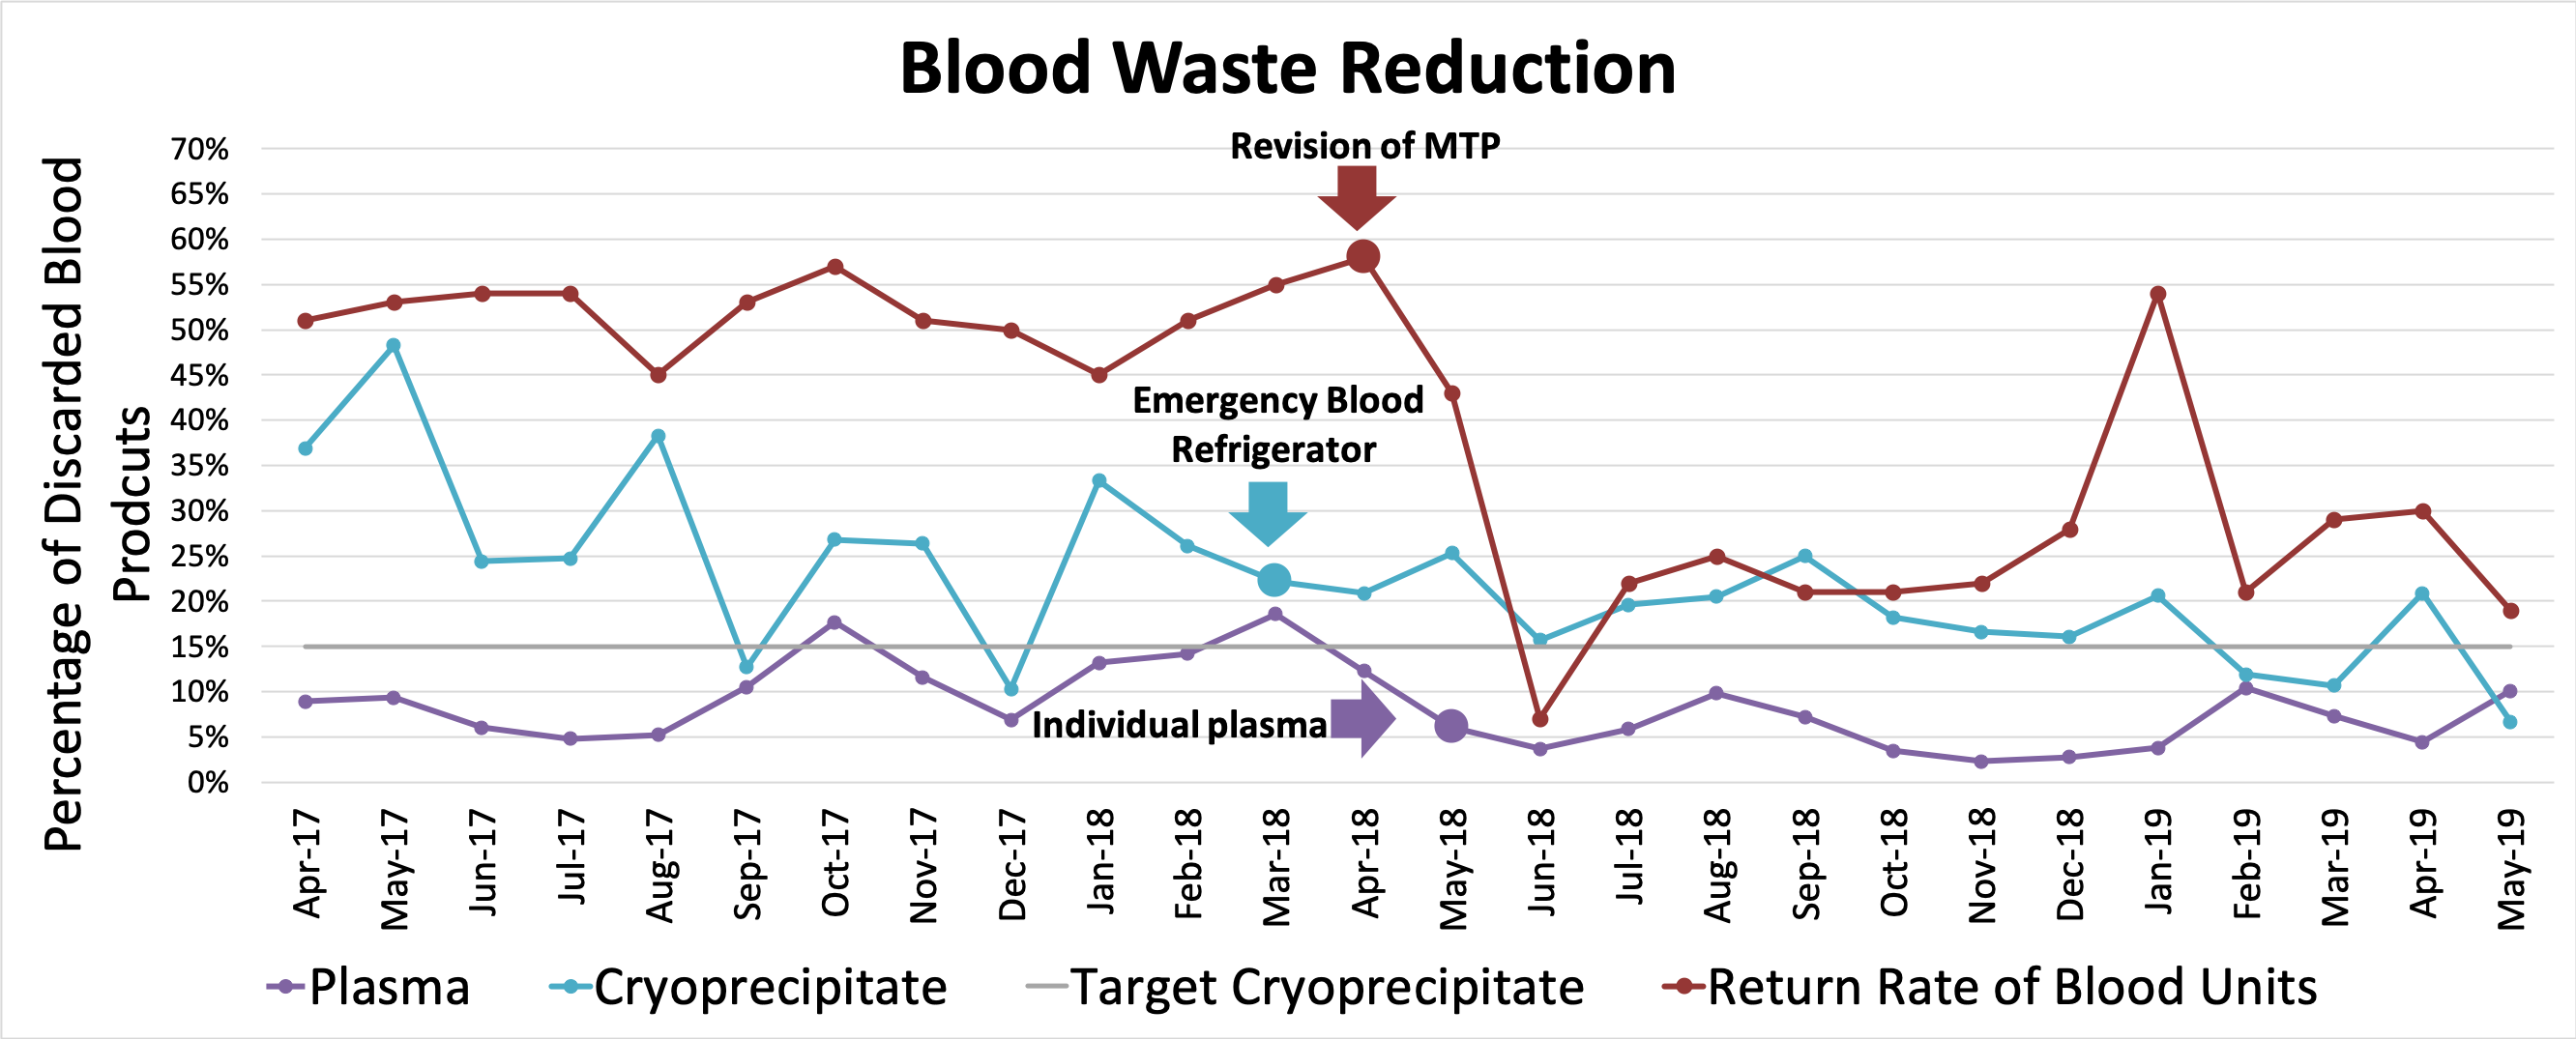 Blood Waste Reduction
Percentage of Discarded Blood
Prodcuts
70%
65%
60%
55%
50%
45%
40%
35%
30%
25%
20%
15%
10%
5%
0%
Revision of MTP
Emergency Blood
Refrigerator
Individual plasma
Apr-17
May-17
Jun-17
Jul-17
Aug-17
Sep-17
Oct-17
Nov-17
Dec-17
Jan-18
Feb-18
Mar-18
Apr-18
May-18
Jun-18
Jul-18
Aug-18
Sep-18
Oct-18
Nov-18
Dec-18
Jan-19
Feb-19
Mar-19
Apr-19
May-19
Plasma
Cryoprecipitate
Target Cryoprecipitate
Return Rate of Blood Units